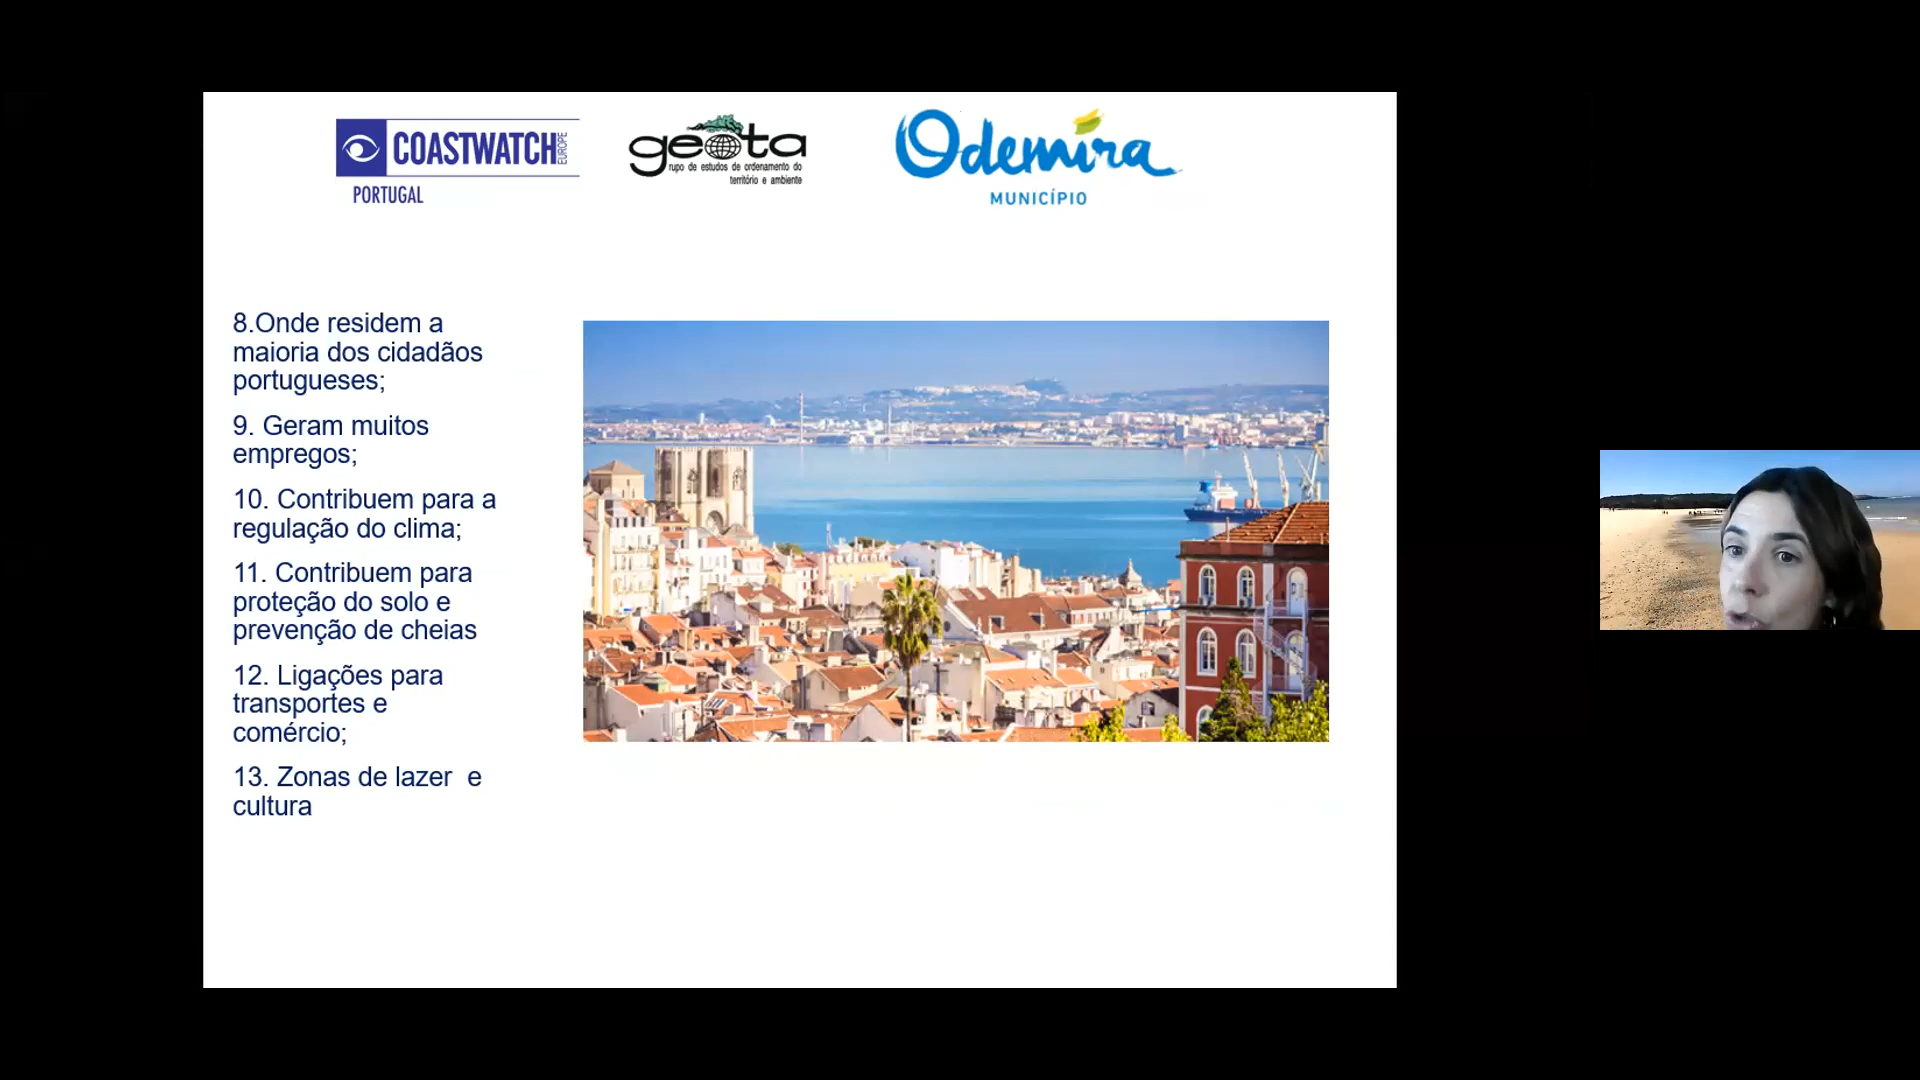 COASTWATCH
EUROPE
PORTUGAL
geota
grupo de estudos de ordenamento do
território e ambiente
Odemira
MUNICÍPIO
8.Onde residem a
maioria dos cidadãos
portugueses;
9. Geram muitos
empregos;
10. Contribuem para a
regulação do clima;
11. Contribuem para
proteção do solo e
prevenção de cheias
12. Ligações para
transportes e
comércio;
13. Zonas de lazer  e
cultura